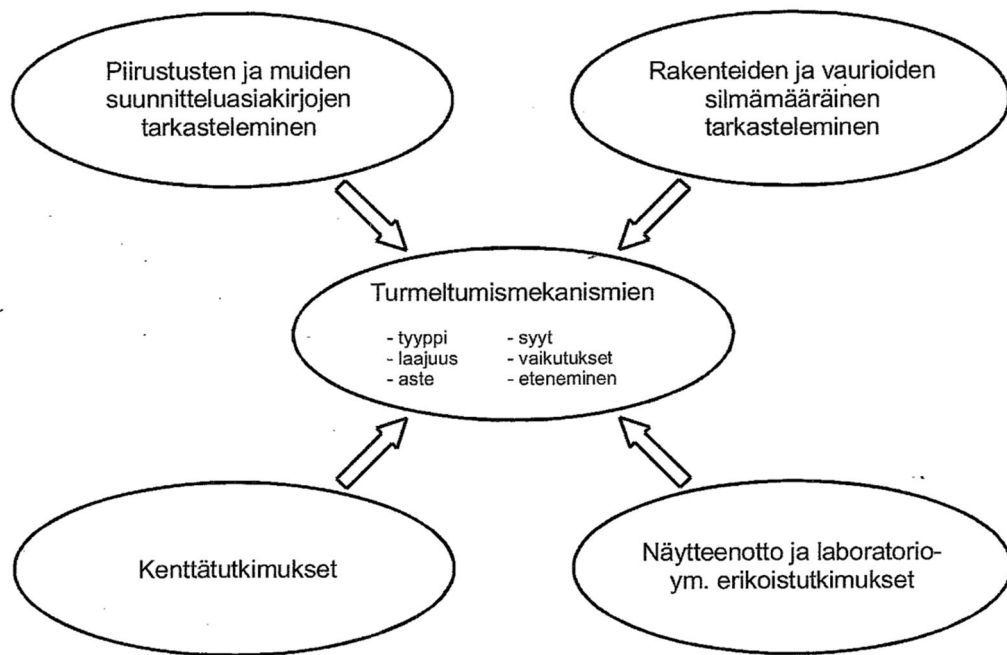 Piirustusten ja muiden
suunnitteluasiakirjojen
tarkasteleminen
Rakenteiden ja vaurioiden
silmämääräinen
tarkasteleminen
Turmeltumismekanismien
- tyyppi
- laajuus
- aste
- syyt
- vaikutukset
- eteneminen
Kenttätutkimukset
Näytteenotto ja laboratorio-
ym. erikoistutkimukset